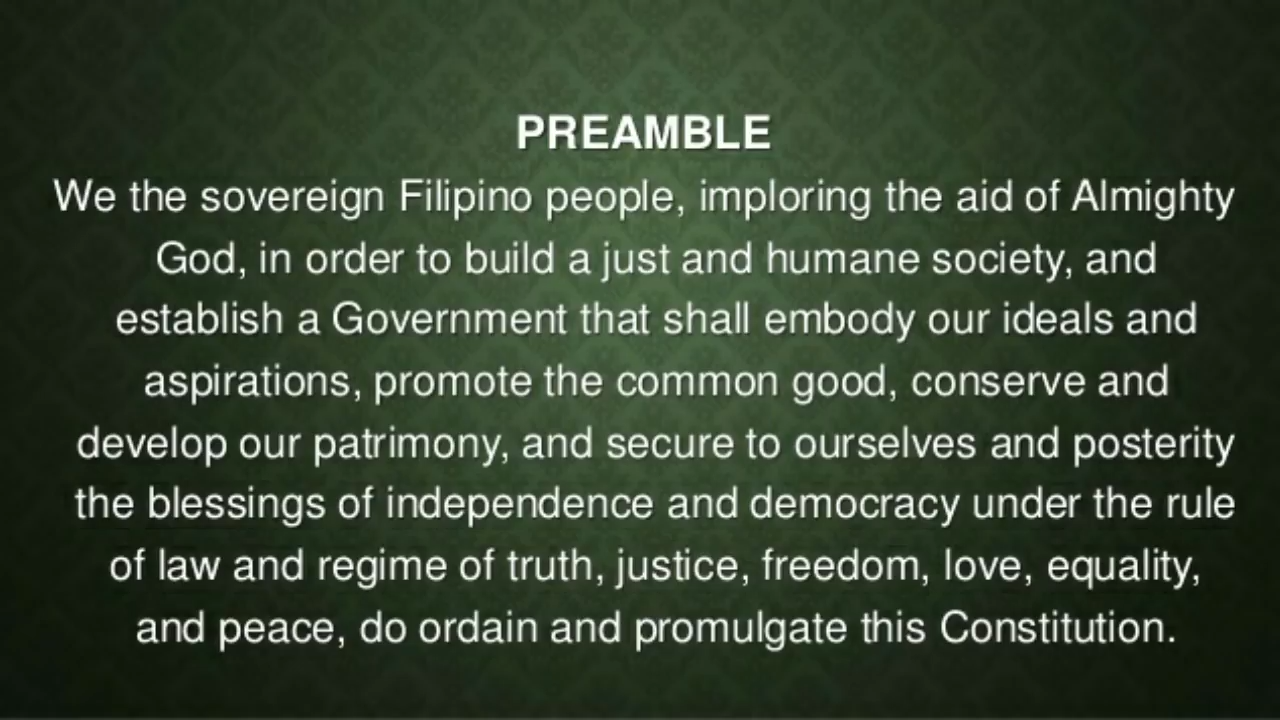 PREAMBLE
We the sovereign Filipino people, imploring the aid of Almighty
God, in order to build a just and humane society, and
establish a Government that shall embody our ideals and
aspirations, promote the common good, conserve and
develop our patrimony, and secure to ourselves and posterity
the blessings of independence and democracy under the rule
of law and regime of truth, justice, freedom, love, equality,
and peace, do ordain and promulgate this Constitution.